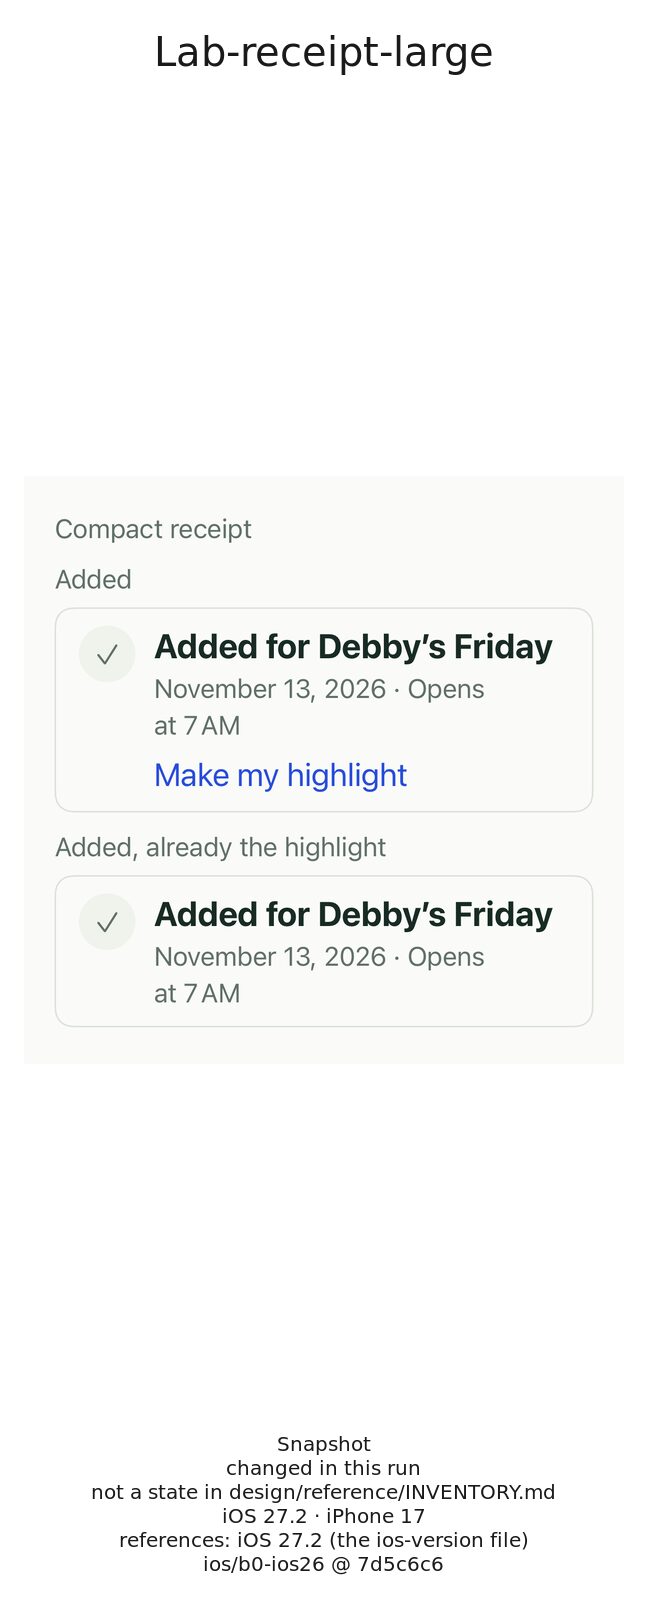 Lab-receipt-large
Compact receipt
Added
Added for Debby’s Friday
November 13, 2026 · Opens
at 7 AM
Make my highlight
Added, already the highlight
Added for Debby’s Friday
November 13, 2026 · Opens
at 7 AM
Snapshot
changed in this run
not a state in design/reference/INVENTORY.md
iOS 27.2 · iPhone 17
references: iOS 27.2 (the ios-version file)
ios/b0-ios26 @ 7d5c6c6